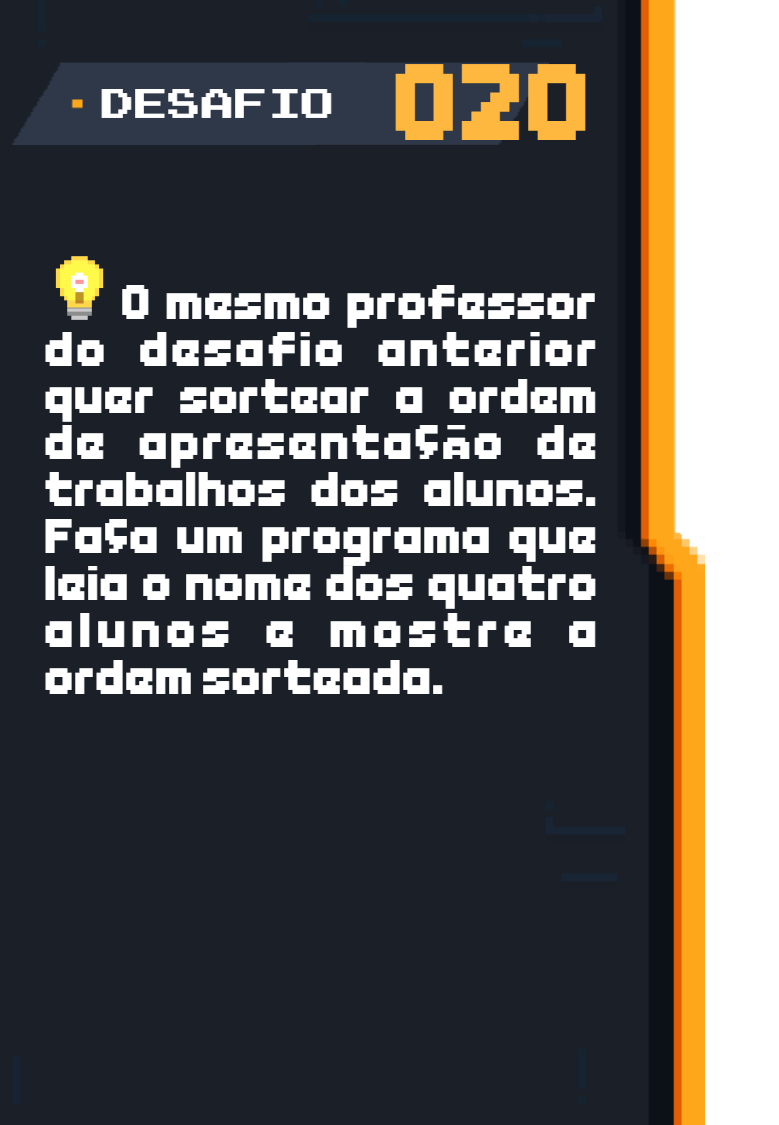 DESAFIO 020
O mesmo professor
do desafio anterior
quer sortear a ordem
de apresentação de
trabalhos dos alunos.
Faça um programa que
leia o nome dos quatro
alunos e mostre a
ordem sorteada.